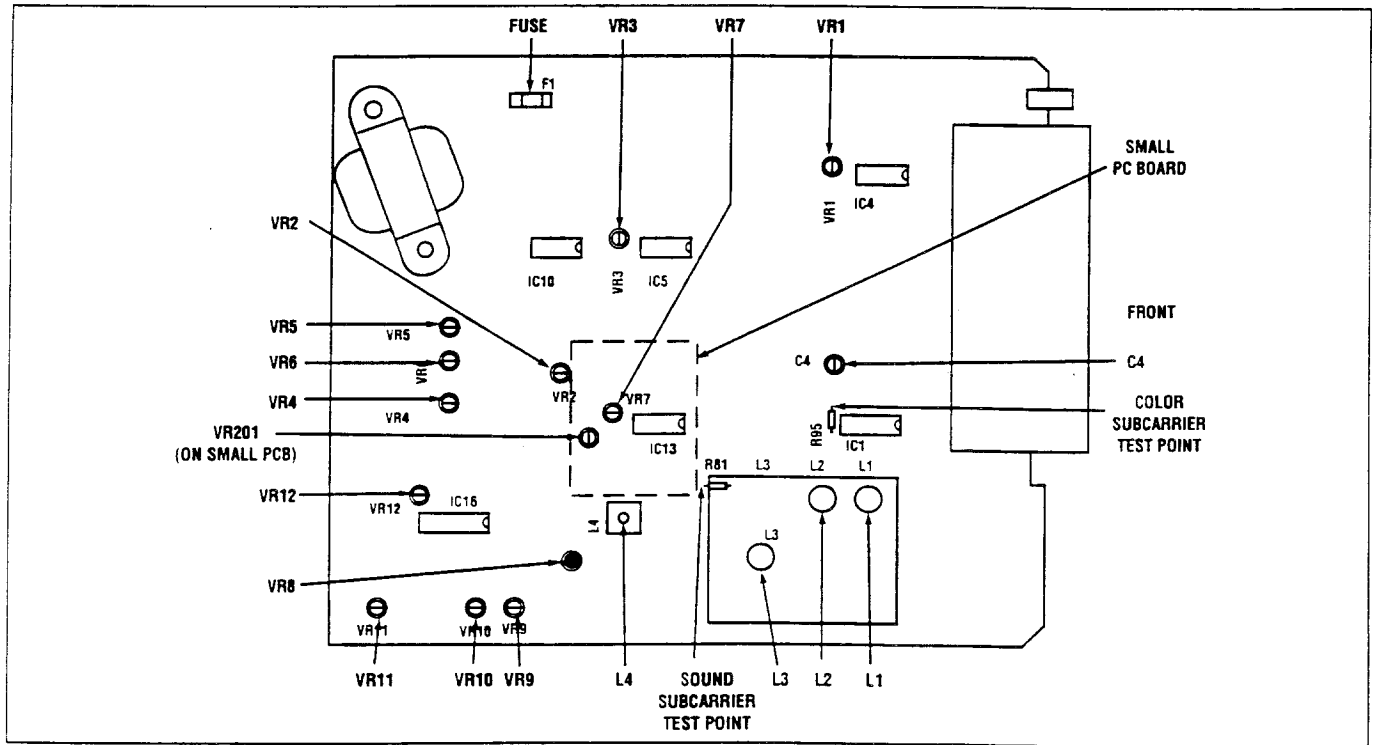 FUSE VR3 VR7 VR1
F1
SMALL
PC BOARD
VR1
IC4
VR2
IC10
VR3
IC5
FRONT
VR5
VR5
VR6
VR
C4
C4
VR4
VR4
VR2
VR7
COLOR
SUBCARRIER
TEST POINT
R95
IC1
VR201
(ON SMALL PCB)
IC13
R81
L3 L2 L1
VR12
VR12
IC16
L4
L3
VR8
VR11
VR10
VR9
VR11 VR10 VR9 L4 SOUND
SUBCARRIER
TEST POINT
L3 L2 L1